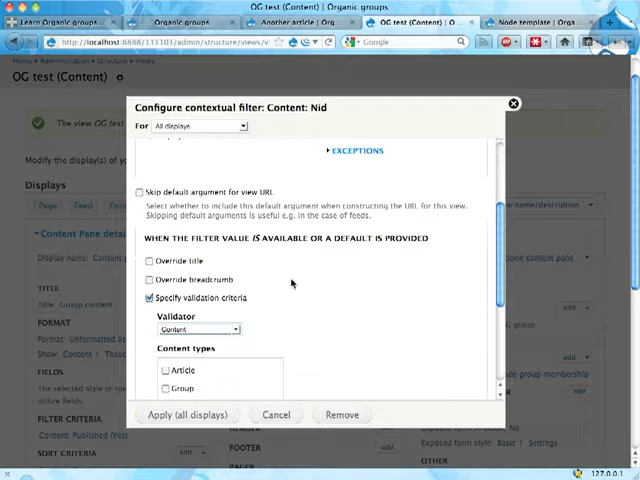 OG test (Content) | Organic groups
Learn Organic groups
Organic groups
Another article | Org...
OG test (Content) | O...
Node template | Orga...
http://localhost:8888/111101/admin/structure/views/v
Google
Home » Administration » Structure » Views
OG test (Content)
Configure contextual filter: Content: Nid
For All displays
The view OG test
EXCEPTIONS
Modify the display(s) of yo
Skip default argument for view URL
Select whether to include this default argument when constructing the URL for this view.
Skipping default arguments is useful e.g. in the case of feeds.
Displays
Page Feed
w name/description
WHEN THE FILTER VALUE IS AVAILABLE OR A DEFAULT IS PROVIDED
Content Pane detai
Display name: Content p
one content pane
Override title
Override breadcrumb
Specify validation criteria
TITLE
Title: Group content
add
Validator
Content
FORMAT
Format: Unformatted lis
Show: Content | Tease
OG group
Content types
add
Article
Group
FIELDS
The selected style or row
utilize fields.
e group membership
add
FILTER CRITERIA
Content: Published (Yes)
Apply (all displays)
Cancel
Remove
HEADER
add
Exposed form in block: No
Exposed form style: Basic | Settings
SORT CRITERIA
FOOTER
add
OTHER
PAGER
127.0.0.1